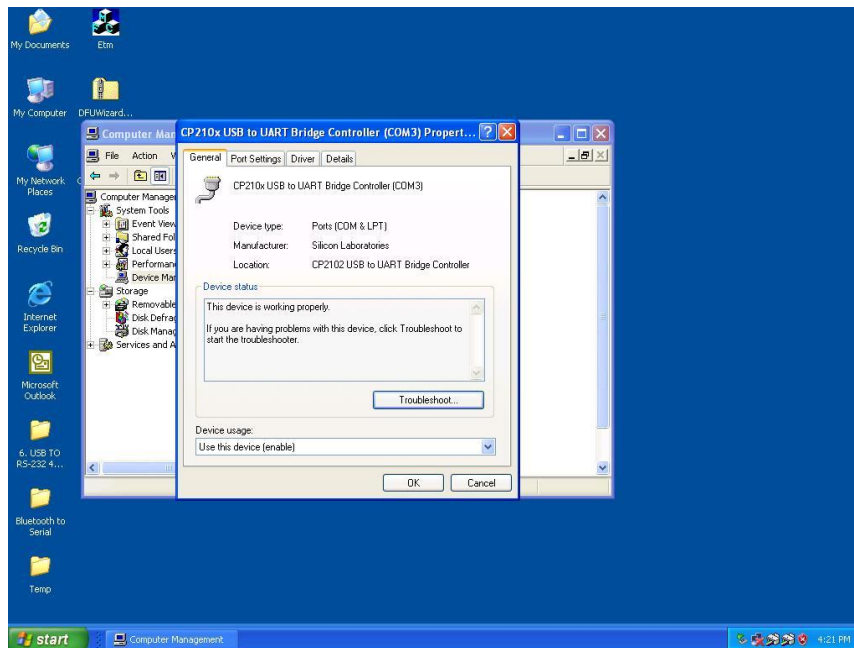 My Documents
Etm
My Computer
DFUWizard...
My Network
Places
Recycle Bin
Internet
Explorer
Microsoft
Outlook
6. USB TO
RS-232 4...
Bluetooth to
Serial
Temp
Computer Man
File Action V
Computer Manager
System Tools
Event View
Shared Fol
Local Users
Performan
Device Mar
Storage
Removable
Disk Defrag
Disk Manag
Services and A
CP210x USB to UART Bridge Controller (COM3) Propert...
General Port Settings Driver Details
CP210x USB to UART Bridge Controller (COM3)
Device type: Ports (COM & LPT)
Manufacturer: Silicon Laboratories
Location: CP2102 USB to UART Bridge Controller
Device status
This device is working properly.
If you are having problems with this device, click Troubleshoot to
start the troubleshooter.
Troubleshoot...
Device usage:
Use this device (enable)
OK Cancel
start Computer Management 4:21 PM